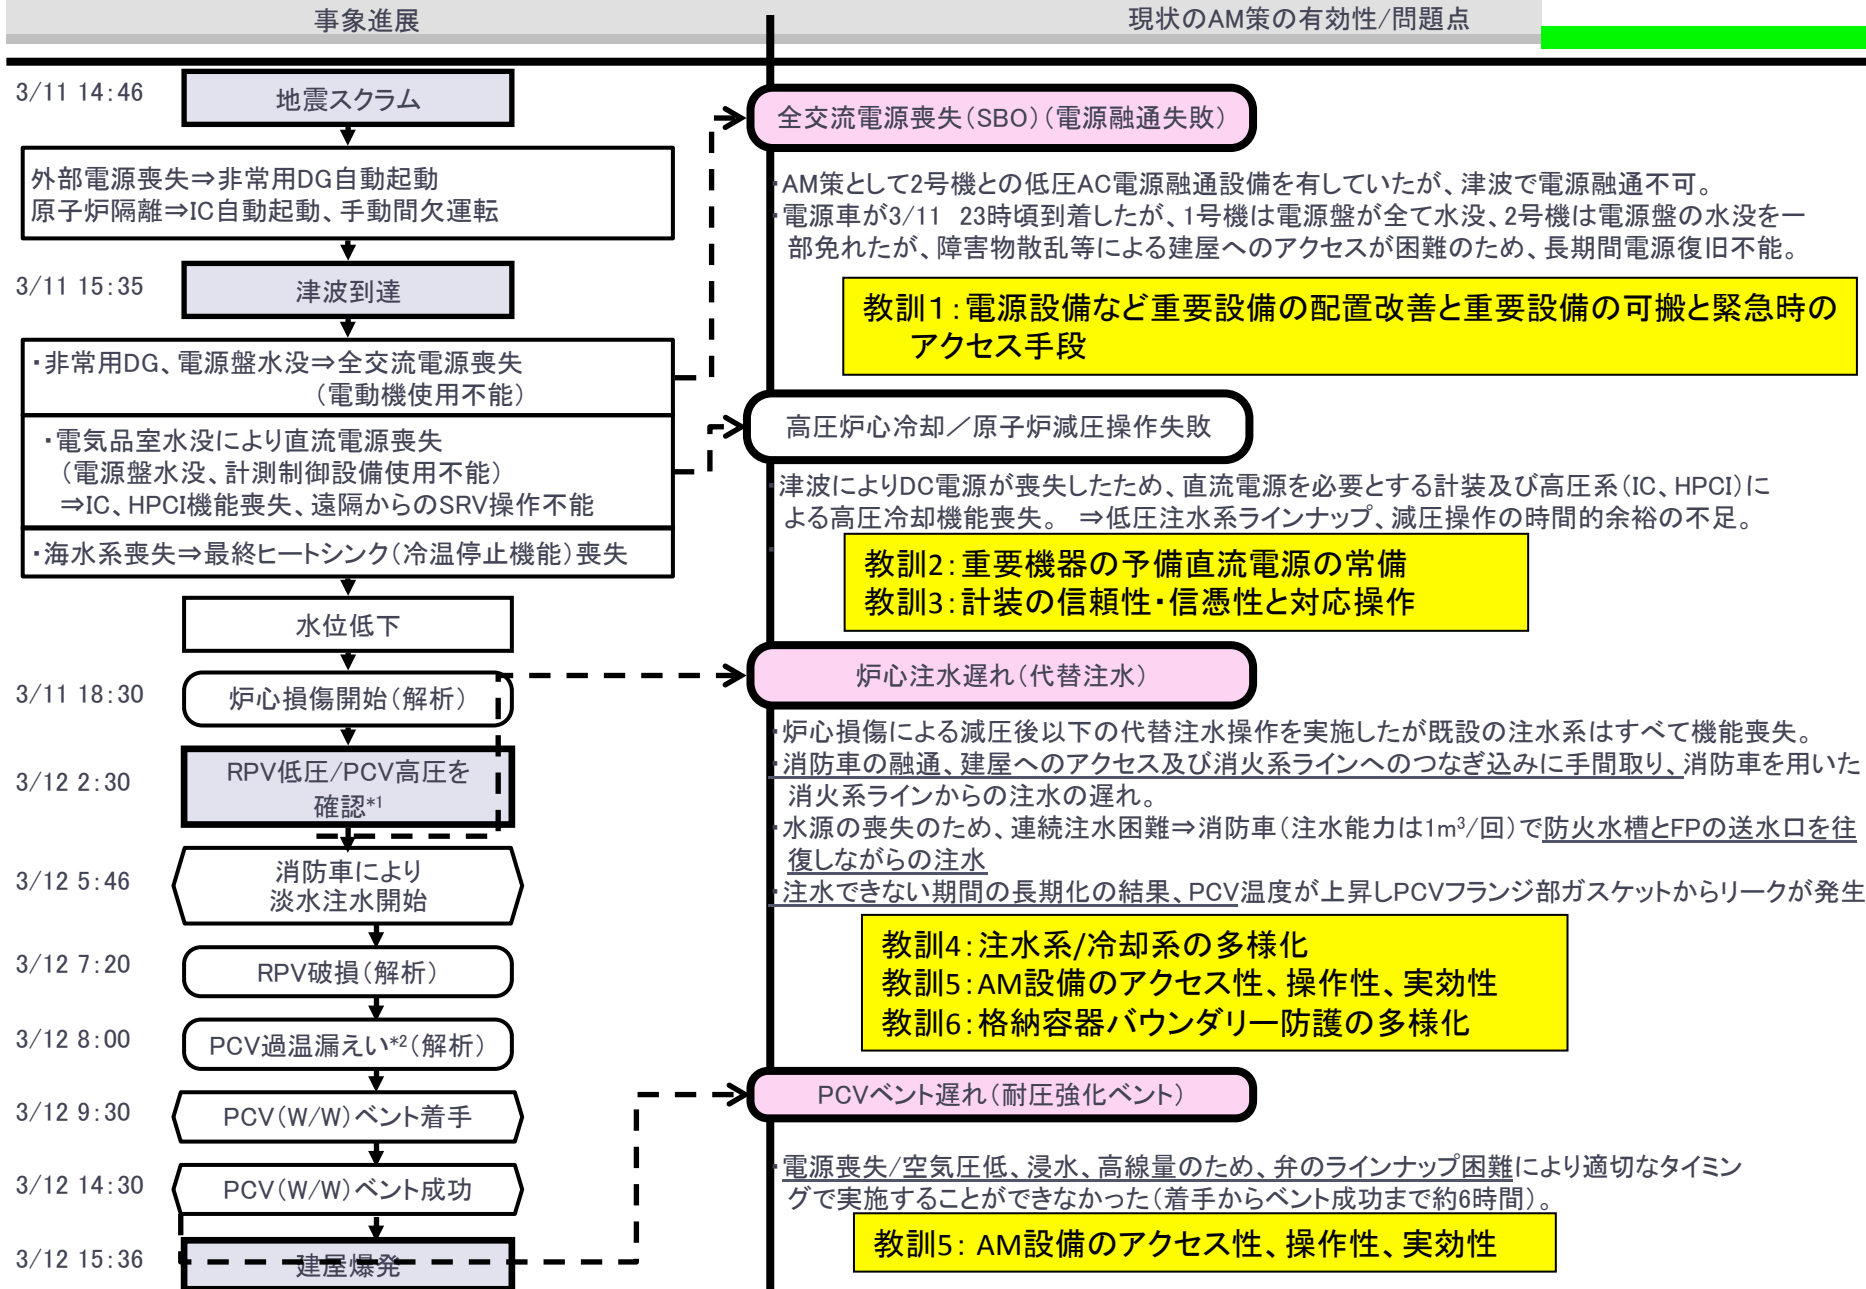 事象進展
現状のAM策の有効性/問題点
3/11 14:46
地震スクラム
外部電源喪失⇒非常用DG自動起動
原子炉隔離⇒IC自動起動、手動間欠運転
3/11 15:35
津波到達
・非常用DG、電源盤水没⇒全交流電源喪失
(電動機使用不能)
・電気品室水没により直流電源喪失
(電源盤水没、計測制御設備使用不能)
⇒IC、HPCI機能喪失、遠隔からのSRV操作不能
・海水系喪失⇒最終ヒートシンク(冷温停止機能)喪失
水位低下
3/11 18:30
炉心損傷開始(解析)
3/12 2:30
RPV低圧/PCV高圧を
確認*1
3/12 5:46
消防車により
淡水注水開始
3/12 7:20
RPV破損(解析)
3/12 8:00
PCV過温漏えい*2(解析)
3/12 9:30
PCV(W/W)ベント着手
3/12 14:30
PCV(W/W)ベント成功
3/12 15:36
建屋爆発
全交流電源喪失(SBO)(電源融通失敗)
・AM策として2号機との低圧AC電源融通設備を有していたが、津波で電源融通不可。
・電源車が3/11 23時頃到着したが、1号機は電源盤が全て水没、2号機は電源盤の水没を一
部免れたが、障害物散乱等による建屋へのアクセスが困難のため、長期間電源復旧不能。
教訓1:電源設備など重要設備の配置改善と重要設備の可搬と緊急時の
アクセス手段
高圧炉心冷却/原子炉減圧操作失敗
・津波によりDC電源が喪失したため、直流電源を必要とする計装及び高圧系(IC、HPCI)に
よる高圧冷却機能喪失。 ⇒低圧注水系ラインナップ、減圧操作の時間的余裕の不足。
・
教訓2:重要機器の予備直流電源の常備
教訓3:計装の信頼性・信憑性と対応操作
炉心注水遅れ(代替注水)
・炉心損傷による減圧後以下の代替注水操作を実施したが既設の注水系はすべて機能喪失。
・消防車の融通、建屋へのアクセス及び消火系ラインへのつなぎ込みに手間取り、消防車を用いた
消火系ラインからの注水の遅れ。
・水源の喪失のため、連続注水困難⇒消防車(注水能力は1m³/回)で防火水槽とFPの送水口を往
復しながらの注水
・注水できない期間の長期化の結果、PCV温度が上昇しPCVフランジ部ガスケットからリークが発生
教訓4:注水系/冷却系の多様化
教訓5:AM設備のアクセス性、操作性、実効性
教訓6:格納容器バウンダリー防護の多様化
PCVベント遅れ(耐圧強化ベント)
・電源喪失/空気圧低、浸水、高線量のため、弁のラインナップ困難により適切なタイミン
グで実施することができなかった(着手からベント成功まで約6時間)。
教訓5: AM設備のアクセス性、操作性、実効性